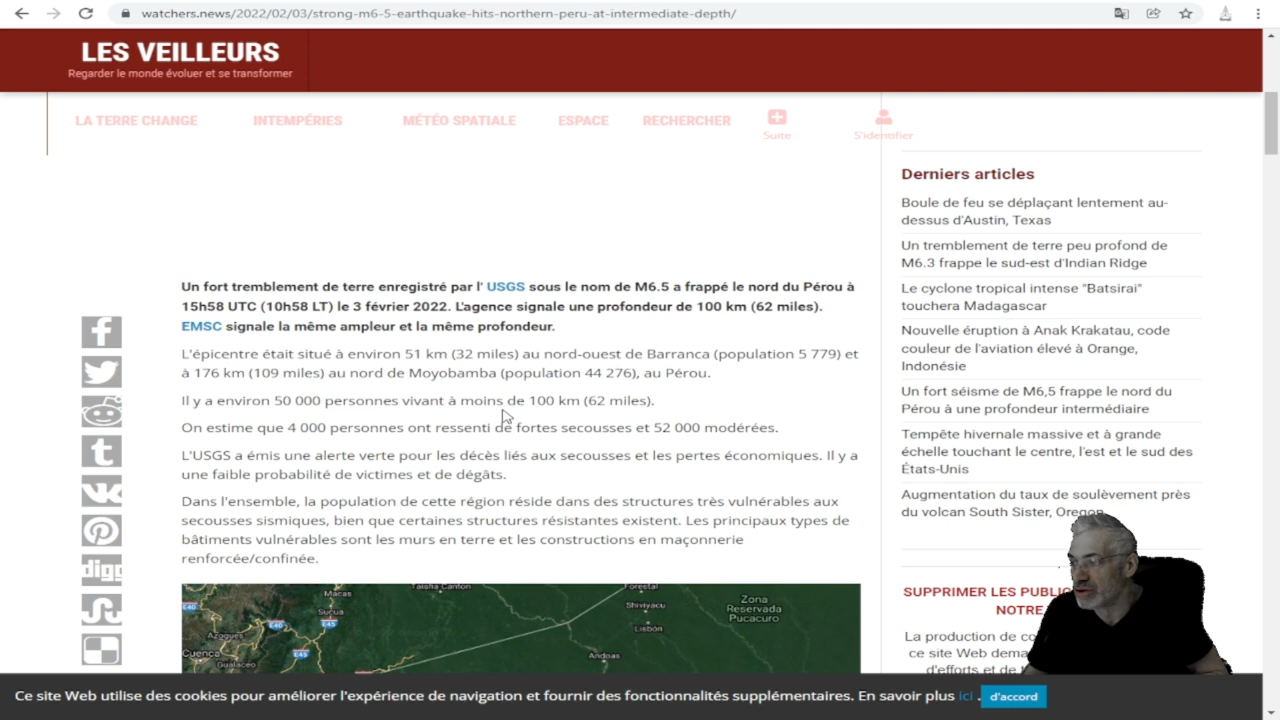 watchers.news/2022/02/03/strong-m6-5-earthquake-hits-northern-peru-at-intermediate-depth/
LES VEILLEURS
Regarder le monde évoluer et se transformer
LA TERRE CHANGE
INTEMPÉRIES
MÉTÉO SPATIALE
ESPACE
RECHERCHER
Suite
S'identifier
Un fort tremblement de terre enregistré par l' USGS sous le nom de M6.5 a frappé le nord du Pérou à
15h58 UTC (10h58 LT) le 3 février 2022. L'agence signale une profondeur de 100 km (62 miles).
EMSC signale la même ampleur et la même profondeur.
L'épicentre était situé à environ 51 km (32 miles) au nord-ouest de Barranca (population 5 779) et
à 176 km (109 miles) au nord de Moyobamba (population 44 276), au Pérou.
Il y a environ 50 000 personnes vivant à moins de 100 km (62 miles).
On estime que 4 000 personnes ont ressenti de fortes secousses et 52 000 modérées.
L'USGS a émis une alerte verte pour les décès liés aux secousses et les pertes économiques. Il y a
une faible probabilité de victimes et de dégâts.
Dans l'ensemble, la population de cette région réside dans des structures très vulnérables aux
secousses sismiques, bien que certaines structures résistantes existent. Les principaux types de
bâtiments vulnérables sont les murs en terre et les constructions en maçonnerie
renforcée/confinée.
digg
E40
Macas
Taisha Canton
Forestal
Zona
Reservada
Pucacuro
Sucua
Shiviyacu
E40
E45
Lisbón
Azogues
Cuenca
E45
Gualaceo
Andoas
Derniers articles
Boule de feu se déplaçant lentement au-
dessus d'Austin, Texas
Un tremblement de terre peu profond de
M6.3 frappe le sud-est d'Indian Ridge
Le cyclone tropical intense "Batsirai"
touchera Madagascar
Nouvelle éruption à Anak Krakatau, code
couleur de l'aviation élevé à Orange,
Indonésie
Un fort séisme de M6,5 frappe le nord du
Pérou à une profondeur intermédiaire
Tempête hivernale massive et à grande
échelle touchant le centre, l'est et le sud des
États-Unis
Augmentation du taux de soulèvement près
du volcan South Sister, Oregon
SUPPRIMER LES
NOTRE
La production de
ce site Web
d'efforts et de
Ce site Web utilise des cookies pour améliorer l'expérience de navigation et fournir des fonctionnalités supplémentaires. En savoir plus ici . d'accord